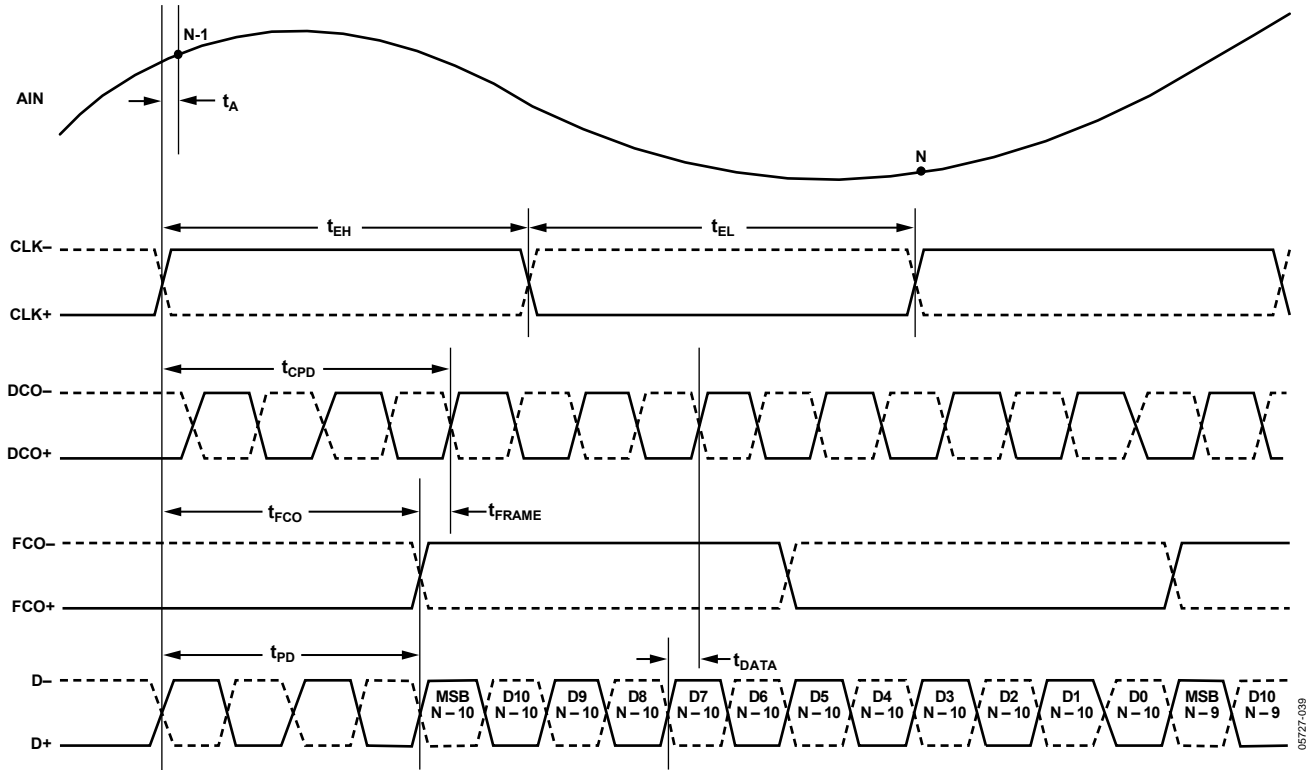 N-1
AIN
tA
N
tEH
tEL
CLK–
CLK+
tCPD
DCO–
DCO+
tFCO
tFRAME
FCO–
FCO+
tPD
tDATA
D–
D+
MSB
N – 10
D10
N – 10
D9
N – 10
D8
N – 10
D7
N – 10
D6
N – 10
D5
N – 10
D4
N – 10
D3
N – 10
D2
N – 10
D1
N – 10
D0
N – 10
MSB
N – 9
D10
N – 9
05727-039